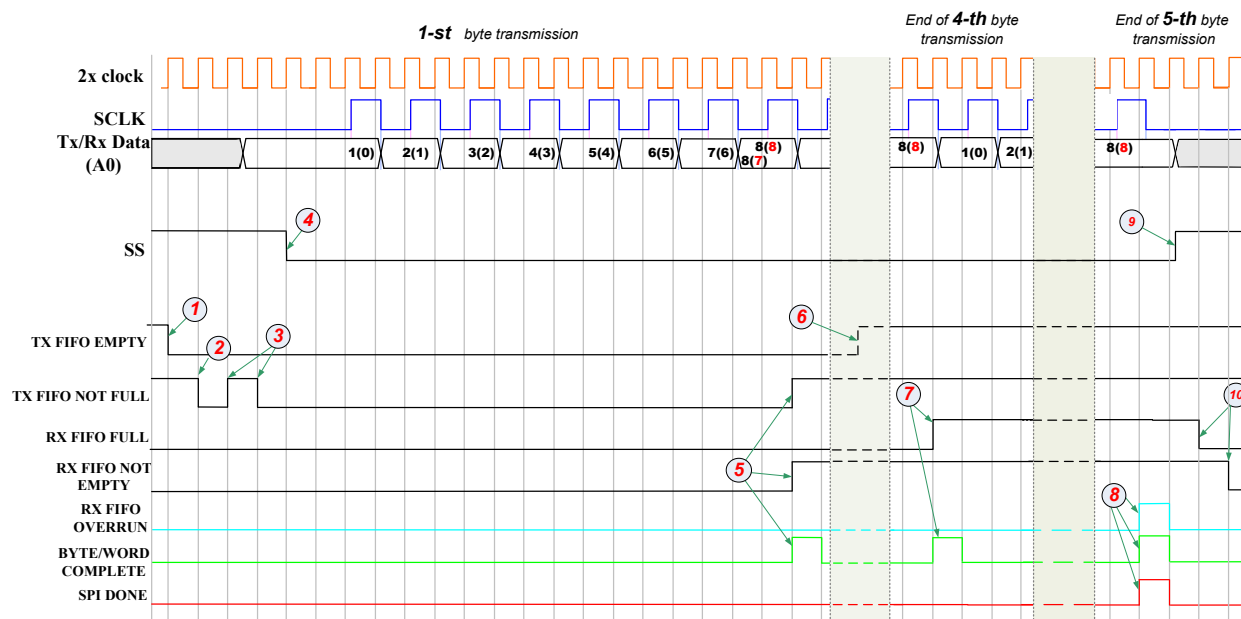 1-st byte transmission
End of 4-th byte
transmission
End of 5-th byte
transmission
2x clock
SCLK
Tx/Rx Data
(A0)
1(0) 2(1) 3(2) 4(3) 5(4) 6(5) 7(6) 8(8)
8(7)
8(8) 1(0) 2(1) 8(8)
4
9
SS
1
6
TX FIFO EMPTY
2 3
TX FIFO NOT FULL
7 10
RX FIFO FULL
RX FIFO NOT
EMPTY
5
8
RX FIFO
OVERRUN
BYTE/WORD
COMPLETE
SPI DONE